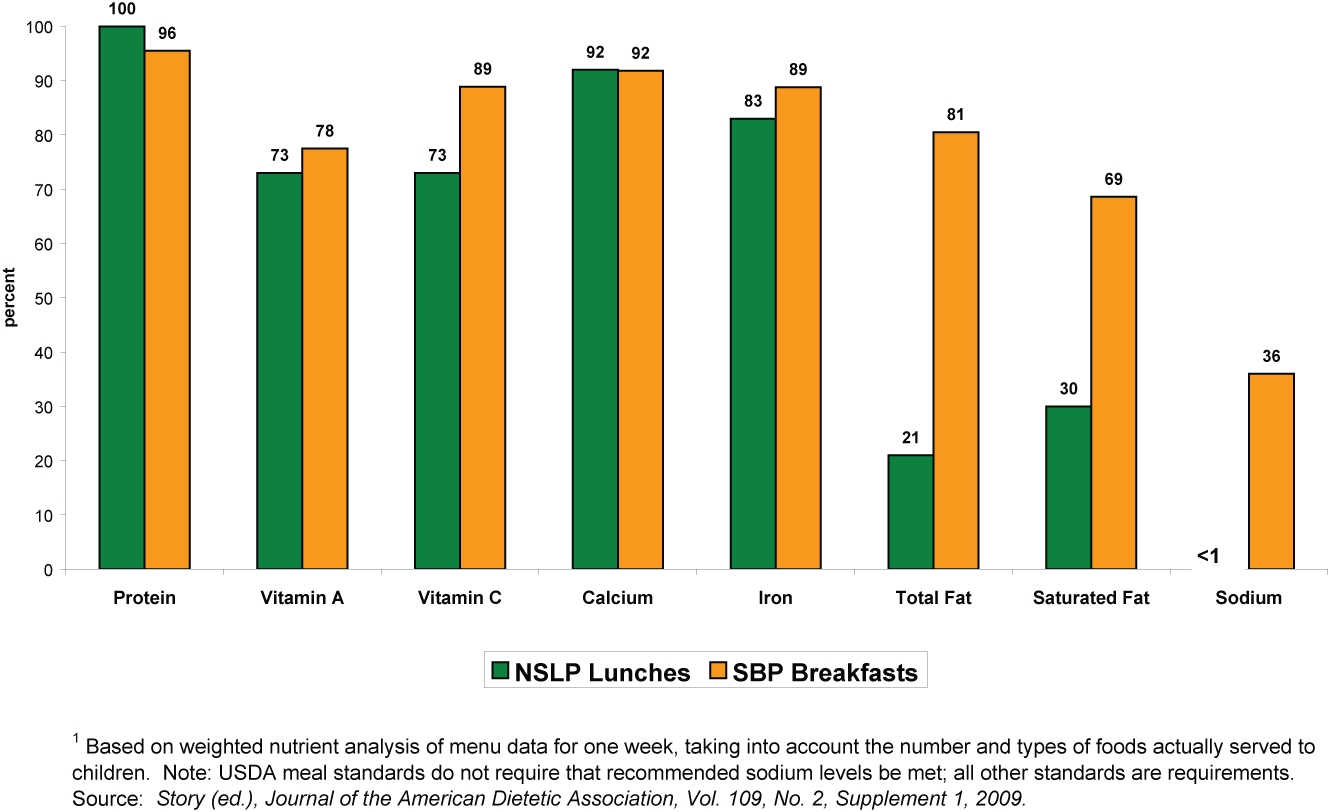 100
96
73
78
73
89
92
92
83
89
21
81
30
69
<1
36
percent
100
90
80
70
60
50
40
30
20
10
0
Protein
Vitamin A
Vitamin C
Calcium
Iron
Total Fat
Saturated Fat
Sodium
NSLP Lunches
SBP Breakfasts
1 Based on weighted nutrient analysis of menu data for one week, taking into account the number and types of foods actually served to
children. Note: USDA meal standards do not require that recommended sodium levels be met; all other standards are requirements.
Source: Story (ed.), Journal of the American Dietetic Association, Vol. 109, No. 2, Supplement 1, 2009.